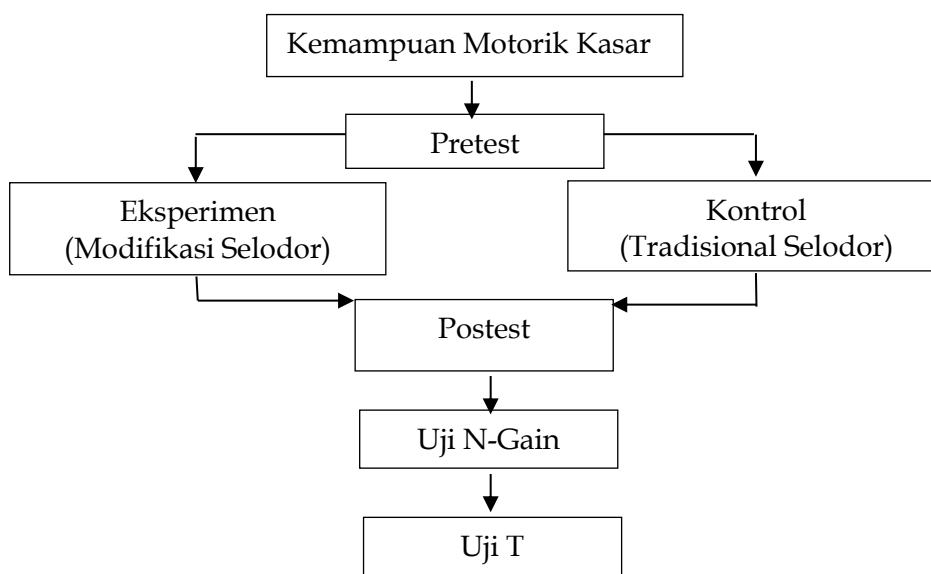 Kemampuan Motorik Kasar
Pretest
Eksperimen
(Modifikasi Selodor)
Kontrol
(Tradisional Selodor)
Postest
Uji N-Gain
Uji T